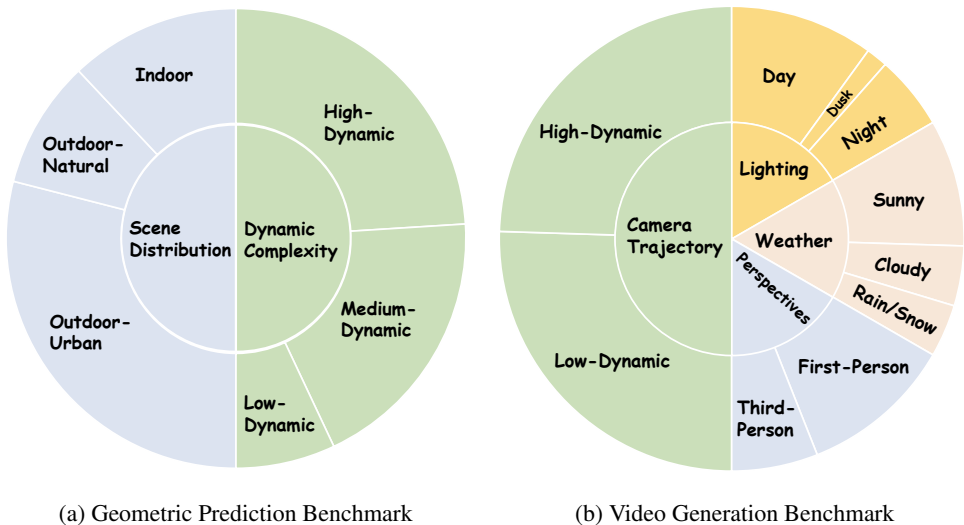 Indoor
High-
Dynamic
Outdoor-
Natural
Scene
Distribution
Dynamic
Complexity
Outdoor-
Urban
Medium-
Dynamic
Low-
Dynamic
(a) Geometric Prediction Benchmark
Day
Dusk
Night
High-Dynamic
Lighting
Sunny
Camera
Trajectory
Weather
Cloudy
Perspectives
Rain/Snow
Low-Dynamic
First-Person
Third-
Person
(b) Video Generation Benchmark